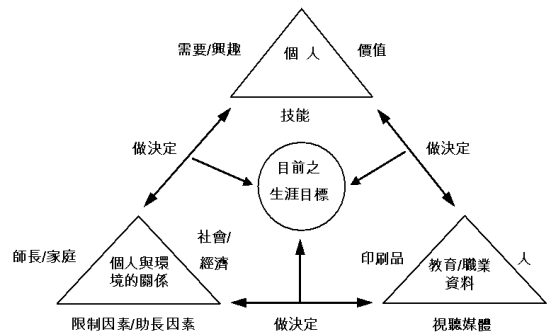 需要/興趣
個 人
價值
技能
做決定
做決定
目前之
生涯目標
師長/家庭
個人與環
境的關係
社會/
經濟
印刷品
教育/職業
資料
人
限制因素/助長因素
做決定
視聽媒體